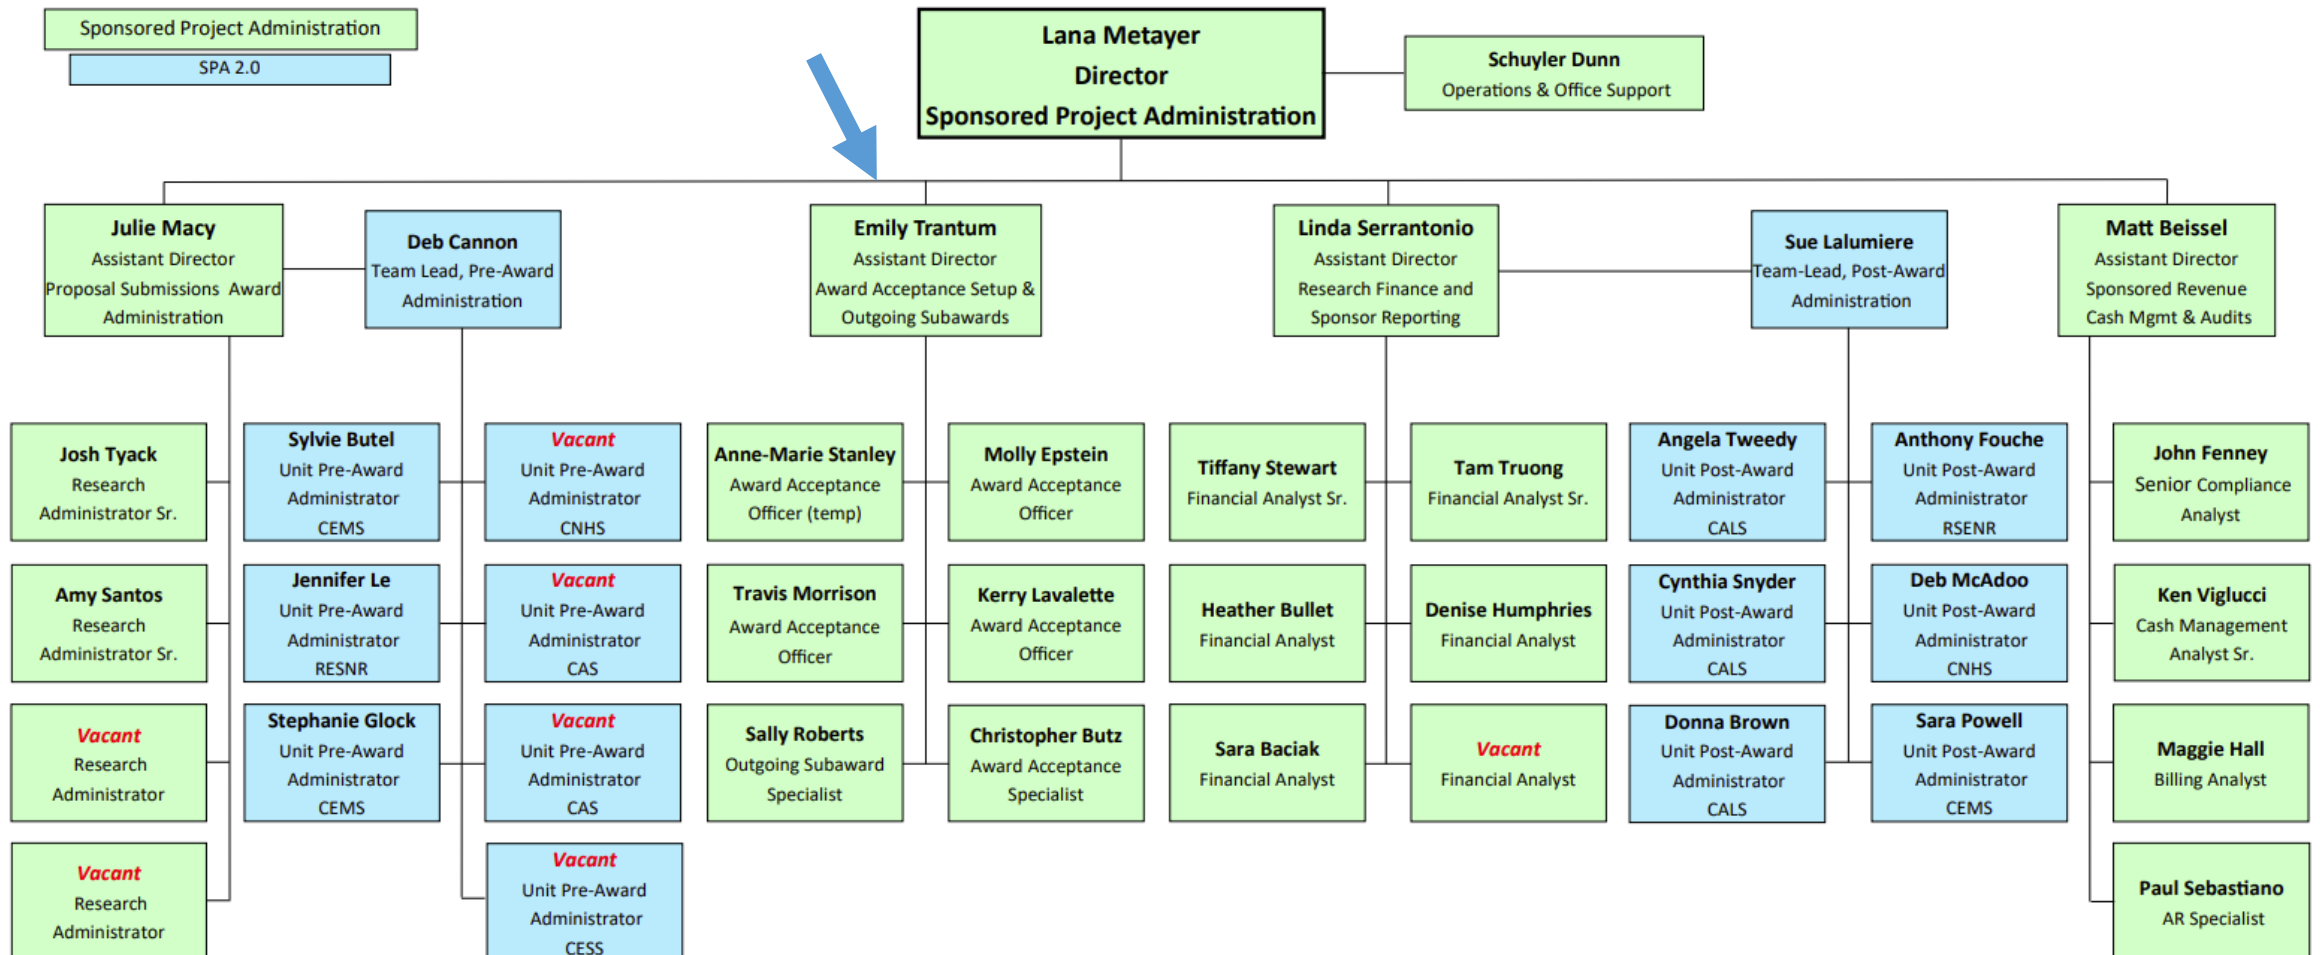 Sponsored Project Administration
SPA 2.0
Lana Metayer
Director
Sponsored Project Administration
Schuyler Dunn
Operations & Office Support
Julie Macy
Assistant Director
Proposal Submissions  Award
Administration
Deb Cannon
Team Lead, Pre-Award
Administration
Emily Trantum
Assistant Director
Award Acceptance Setup &
Outgoing Subawards
Linda Serrantonio
Assistant Director
Research Finance and
Sponsor Reporting
Sue Lalumiere
Team-Lead, Post-Award
Administration
Matt Beissel
Assistant Director
Sponsored Revenue
Cash Mgmt & Audits
Josh Tyack
Research
Administrator Sr.
Sylvie Butel
Unit Pre-Award
Administrator
CEMS
Vacant
Unit Pre-Award
Administrator
CNHS
Anne-Marie Stanley
Award Acceptance
Officer (temp)
Molly Epstein
Award Acceptance
Officer
Tiffany Stewart
Financial Analyst Sr.
Tam Truong
Financial Analyst Sr.
Angela Tweedy
Unit Post-Award
Administrator
CALS
Anthony Fouche
Unit Post-Award
Administrator
RSENR
John Fenney
Senior Compliance
Analyst
Amy Santos
Research
Administrator Sr.
Jennifer Le
Unit Pre-Award
Administrator
RESNR
Vacant
Unit Pre-Award
Administrator
CAS
Travis Morrison
Award Acceptance
Officer
Kerry Lavalette
Award Acceptance
Officer
Heather Bullet
Financial Analyst
Denise Humphries
Financial Analyst
Cynthia Snyder
Unit Post-Award
Administrator
CALS
Deb McAdoo
Unit Post-Award
Administrator
CNHS
Ken Viglucci
Cash Management
Analyst Sr.
Vacant
Research
Administrator
Stephanie Glock
Unit Pre-Award
Administrator
CEMS
Vacant
Unit Pre-Award
Administrator
CAS
Sally Roberts
Outgoing Subaward
Specialist
Christopher Butz
Award Acceptance
Specialist
Sara Baciak
Financial Analyst
Vacant
Financial Analyst
Donna Brown
Unit Post-Award
Administrator
CALS
Sara Powell
Unit Post-Award
Administrator
CEMS
Maggie Hall
Billing Analyst
Vacant
Research
Administrator
Vacant
Unit Pre-Award
Administrator
CESS
Paul Sebastiano
AR Specialist